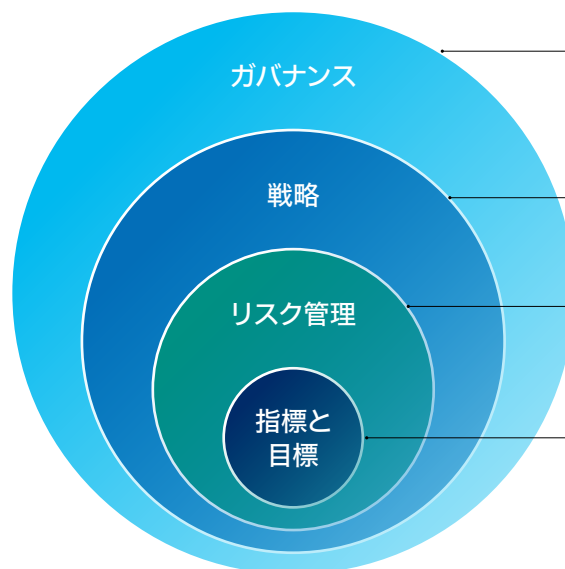 ガバナンス
戦略
リスク管理
指標と
目標